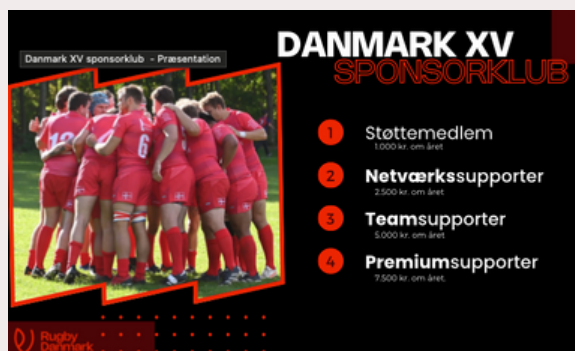 Danmark XV sponsorklub - Præsentation
DANMARK XV
SPONSORKLUB
1 Støttemedlem
1.000 kr. om året
2 Netværkssupporter
2.500 kr. om året
3 Teamsupporter
5.000 kr. om året
4 Premiumsupporter
7.500 kr. om året.
6
Rugby
Danmark